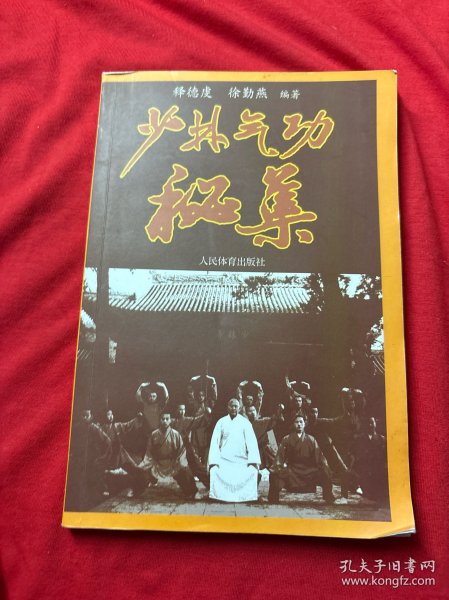 释德虔 徐勤燕 编著
少林气功
秘集
人民体育出版社
孔夫子旧书网
www.kongfz.com